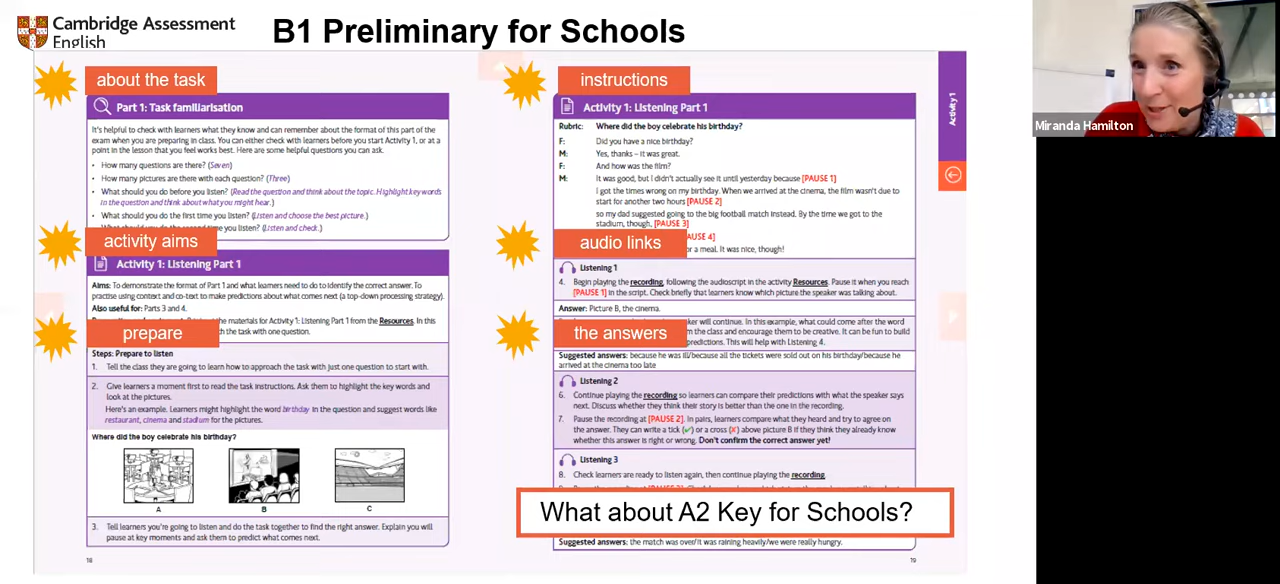 Cambridge Assessment
English
B1 Preliminary for Schools
about the task
Part 1: Task familiarisation
It's helpful to check with learners what they know and can remember about the format of this part of the
exam when you are preparing in class. You can either check with learners before you start Activity 1, or at a
point in the lesson that you feel works best. Here are some helpful questions you can ask.
• How many questions are there? (Seven)
• How many pictures are there with each question? (Three)
• What should you do before you listen? (Read the question and think about the topic. Highlight key words
in the question and think about what you might hear.)
• What should you do the first time you listen? (Listen and choose the best picture.)
time you listen? (Listen and check.)
activity aims
Activity 1: Listening Part 1
Aims: To demonstrate the format of Part 1 and what learners need to do to identify the correct answer. To
practise using context and co-text to make predictions about what comes next (a top-down processing strategy).
Also useful for: Parts 3 and 4.
the materials for Activity 1: Listening Part 1 from the Resources. In this
the task with one question.
prepare
Steps: Prepare to listen
1. Tell the class they are going to learn how to approach the task with just one question to start with.
2. Give learners a moment first to read the task instructions. Ask them to highlight the key words and
look at the pictures.
Here's an example. Learners might highlight the word birthday in the question and suggest words like
restaurant, cinema and stadium for the pictures.
Where did the boy celebrate his birthday?
A B C
3. Tell learners you're going to listen and do the task together to find the right answer. Explain you will
pause at key moments and ask them to predict what comes next.
18
instructions
Activity 1: Listening Part 1
Rubric: Where did the boy celebrate his birthday?
F: Did you have a nice birthday?
M: Yes, thanks – it was great.
F: And how was the film?
M: It was good, but I didn't actually see it until yesterday because [PAUSE 1]
I got the times wrong on my birthday. When we arrived at the cinema, the film wasn't due to
start for another two hours [PAUSE 2]
so my dad suggested going to the big football match instead. By the time we got to the
stadium, though, [PAUSE 3]
AUSE 4]
or a meal. It was nice, though!
audio links
Listening 1
4. Begin playing the recording, following the audioscript in the activity Resources. Pause it when you reach
[PAUSE 1] in the script. Check briefly that learners know which picture the speaker was talking about.
Answer: Picture B, the cinema.
the answers
aker will continue. In this example, what could come after the word
m the class and encourage them to be creative. It can be fun to build
predictions. This will help with Listening 4.
Suggested answers: because he was ill/because all the tickets were sold out on his birthday/because he
arrived at the cinema too late
Listening 2
6. Continue playing the recording so learners can compare their predictions with what the speaker says
next. Discuss whether they think their story is better than the one in the recording.
7. Pause the recording at [PAUSE 2]. In pairs, learners compare what they heard and try to agree on
the answer. They can write a tick (✓) or a cross (✗) above picture B if they think they already know
whether this answer is right or wrong. Don't confirm the correct answer yet!
Listening 3
8. Check learners are ready to listen again, then continue playing the recording.
What about A2 Key for Schools?
Suggested answers: the match was over/it was raining heavily/we were really hungry.
19
Activity 1
Miranda Hamilton